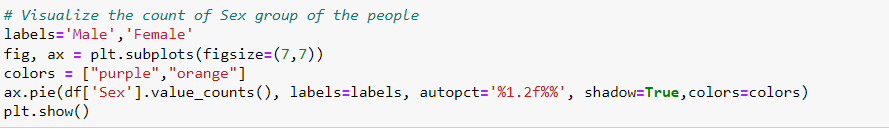 # Visualize the count of Sex group of the people
labels='Male','Female'
fig, ax = plt.subplots(figsize=(7,7))
colors = ["purple","orange"]
ax.pie(df['Sex'].value_counts(), labels=labels, autopct='%1.2f%%', shadow=True,colors=colors)
plt.show()